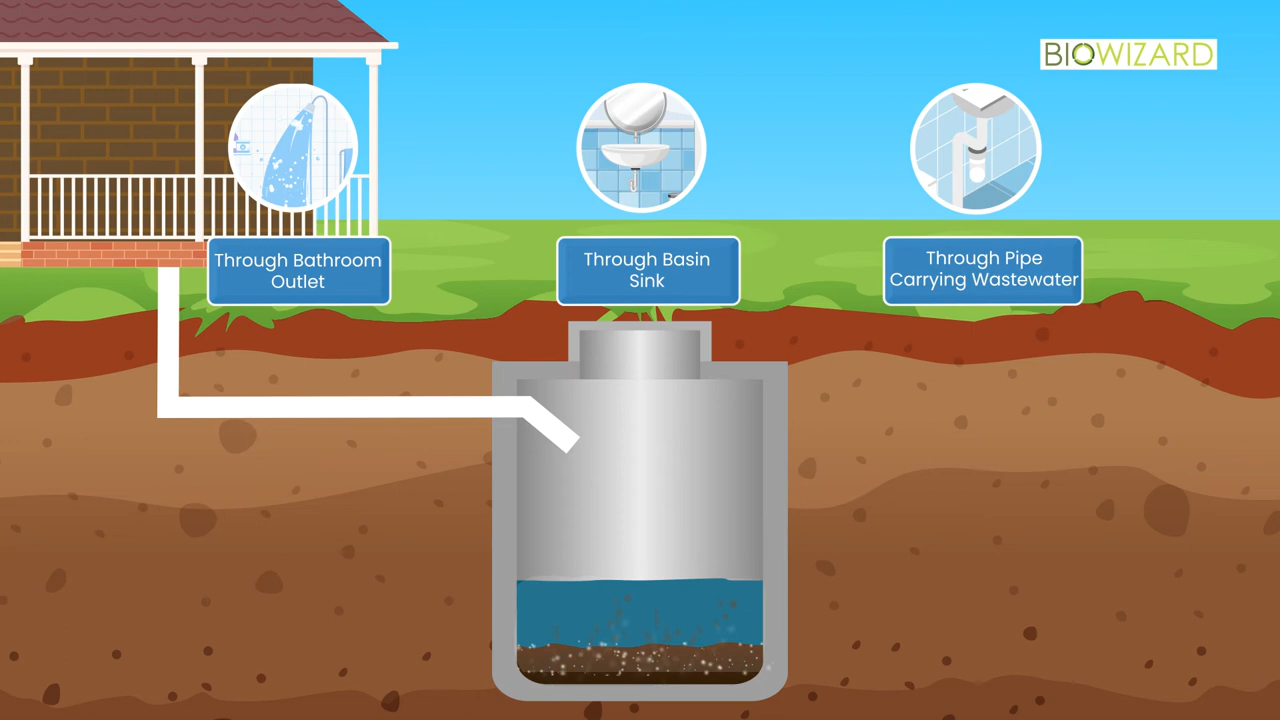 BIOWIZARD
Through Bathroom
Outlet
Through Basin
Sink
Through Pipe
Carrying Wastewater